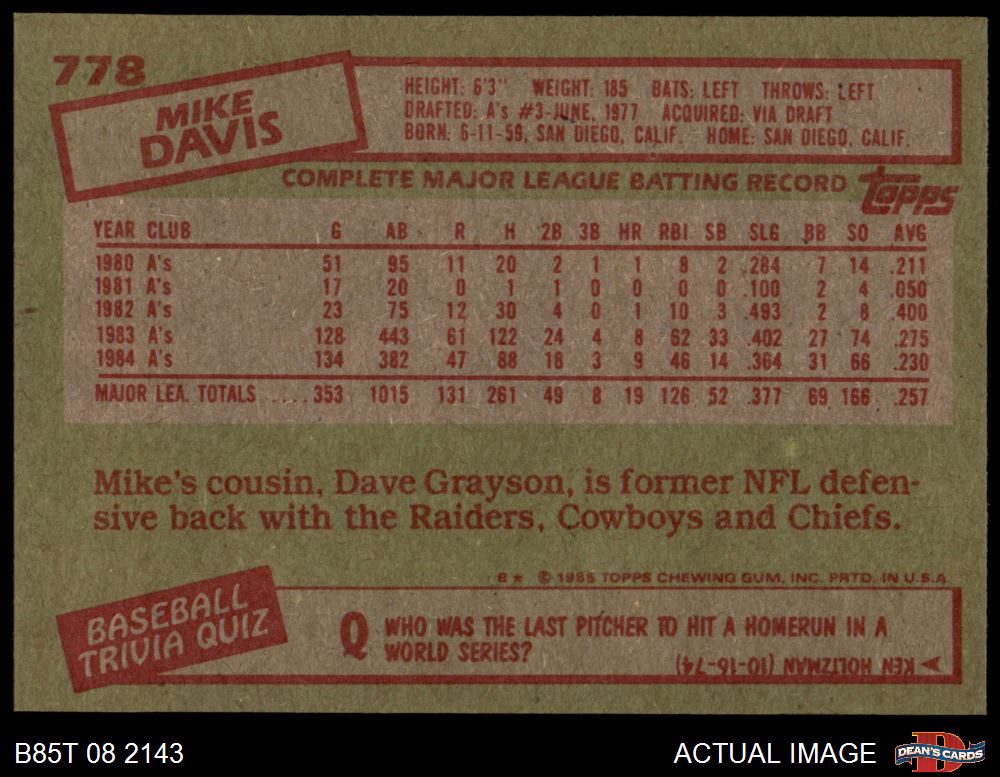 778
MIKE
DAVIS
HEIGHT: 6'3" WEIGHT: 185 BATS: LEFT THROWS: LEFT
DRAFTED: A's #3-JUNE, 1977 ACQUIRED: VIA DRAFT
BORN: 6-11-59, SAN DIEGO, CALIF. HOME: SAN DIEGO, CALIF.
COMPLETE MAJOR LEAGUE BATTING RECORD
Topps
YEAR CLUB G AB R H 2B 3B HR RBI SB SLG BB SO AVG
1980 A's 51 95 11 20 2 1 1 8 2 .284 7 14 .211
1981 A's 17 20 0 1 1 0 0 0 0 .100 2 4 .050
1982 A's 23 75 12 30 4 0 1 10 3 .493 2 8 .400
1983 A's 128 443 61 122 24 4 8 62 33 .402 27 74 .275
1984 A's 134 382 47 88 18 3 9 46 14 .364 31 66 .230
MAJOR LEA. TOTALS ....353 1015 131 261 49 8 19 126 52 .377 69 166 .257
Mike's cousin, Dave Grayson, is former NFL defen-
sive back with the Raiders, Cowboys and Chiefs.
B* © 1985 TOPPS CHEWING GUM, INC. PRTD. IN U.S.A.
BASEBALL
TRIVIA QUIZ
Q WHO WAS THE LAST PITCHER TO HIT A HOMERUN IN A
WORLD SERIES?
KEN HOLTZMAN (10-16-74)
B85T 08 2143
ACTUAL IMAGE
D
DEAN'S CARDS